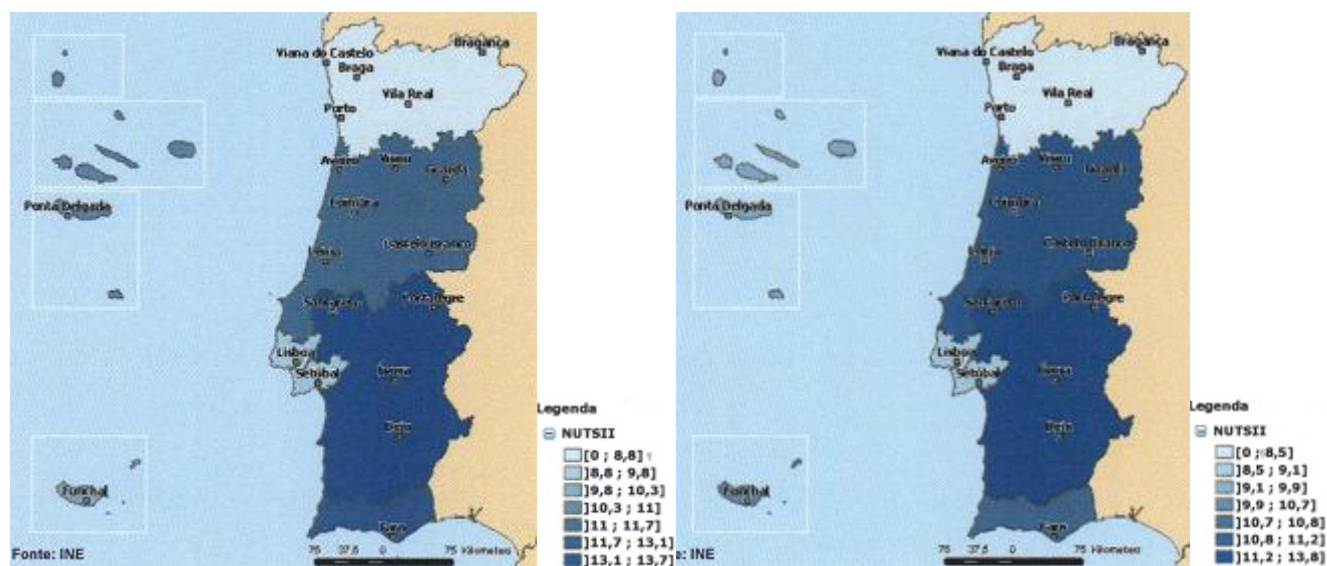 Bragança
Viana do Castelo
Braga
Vila Real
Porto
Aveiro Viseu
Guarda
Coimbra
Ponta Delgada
Castelo Branco
Leiria
Santarém Portalegre
Lisboa
Évora
Setúbal
Beja
Funchal
Faro
Fonte: INE
75 37,5 0 75 Kilometers
Legenda
NUTSII
[0 ; 8,8]
]8,8 ; 9,8]
]9,8 ; 10,3]
]10,3 ; 11]
]11 ; 11,7]
]11,7 ; 13,1]
]13,1 ; 13,7]
Bragança
Viana do Castelo
Braga
Vila Real
Porto
Aveiro Viseu
Guarda
Coimbra
Ponta Delgada
Castelo Branco
Leiria
Santarém Portalegre
Lisboa
Évora
Setúbal
Beja
Funchal
Faro
e: INE
75 37,5 0 75 Kilometers
Legenda
NUTSII
[0 ; 8,5]
]8,5 ; 9,1]
]9,1 ; 9,9]
]9,9 ; 10,7]
]10,7 ; 10,8]
]10,8 ; 11,2]
]11,2 ; 13,8]